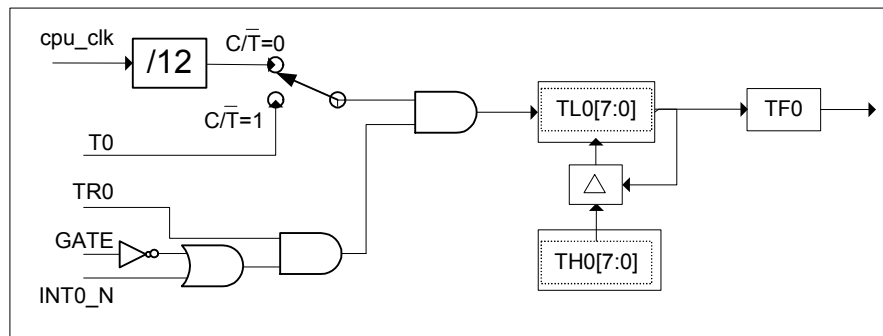 cpu_clk
/12
C/T̅=0
C/T̅=1
T0
TR0
GATE
INT0_N
TL0[7:0]
TF0
△
TH0[7:0]